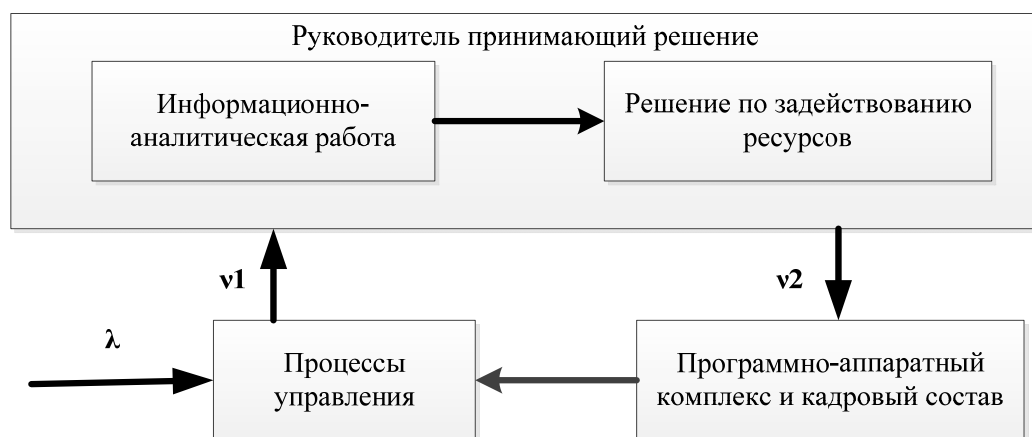 Руководитель принимающий решение
Информационно-
аналитическая работа
Решение по задействованию
ресурсов
ν1
ν2
λ
Процессы
управления
Программно-аппаратный
комплекс и кадровый состав